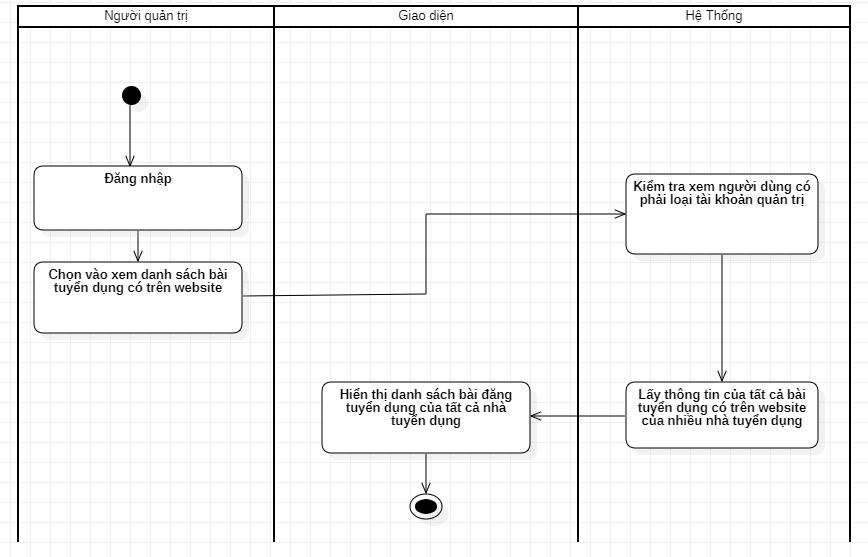 Người quản trị
Giao diện
Hệ Thống
Đăng nhập
Kiểm tra xem người dùng có
phải loại tài khoản quản trị
Chọn vào xem danh sách bài
tuyển dụng có trên website
Hiển thị danh sách bài đăng
tuyển dụng của tất cả nhà
tuyển dụng
Lấy thông tin của tất cả bài
tuyển dụng có trên website
của nhiều nhà tuyển dụng